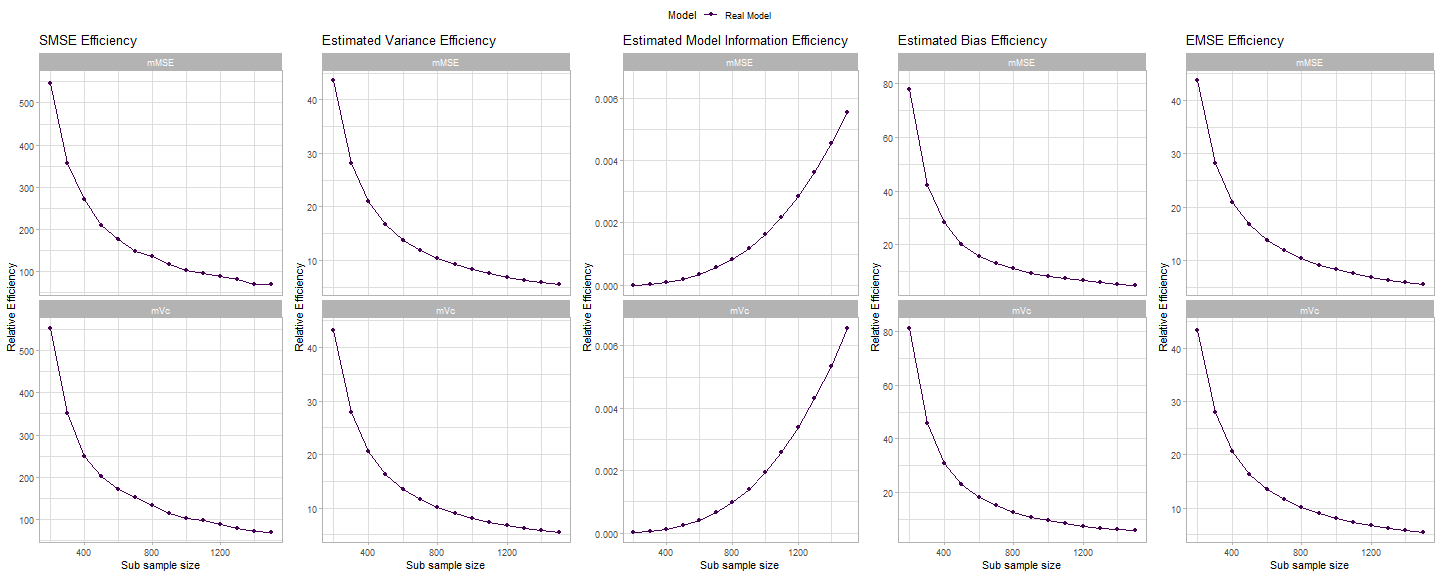 Model Real Model
SMSE Efficiency
mMSE
500
400
300
200
100
mVc
500
400
300
200
100
400 800 1200
Sub sample size
Relative Efficiency
Estimated Variance Efficiency
mMSE
40
30
20
10
mVc
40
30
20
10
400 800 1200
Sub sample size
Relative Efficiency
Estimated Model Information Efficiency
mMSE
0.006
0.004
0.002
0.000
mVc
0.006
0.004
0.002
0.000
400 800 1200
Sub sample size
Relative Efficiency
Estimated Bias Efficiency
mMSE
80
60
40
20
mVc
80
60
40
20
400 800 1200
Sub sample size
Relative Efficiency
EMSE Efficiency
mMSE
40
30
20
10
mVc
40
30
20
10
400 800 1200
Sub sample size
Relative Efficiency